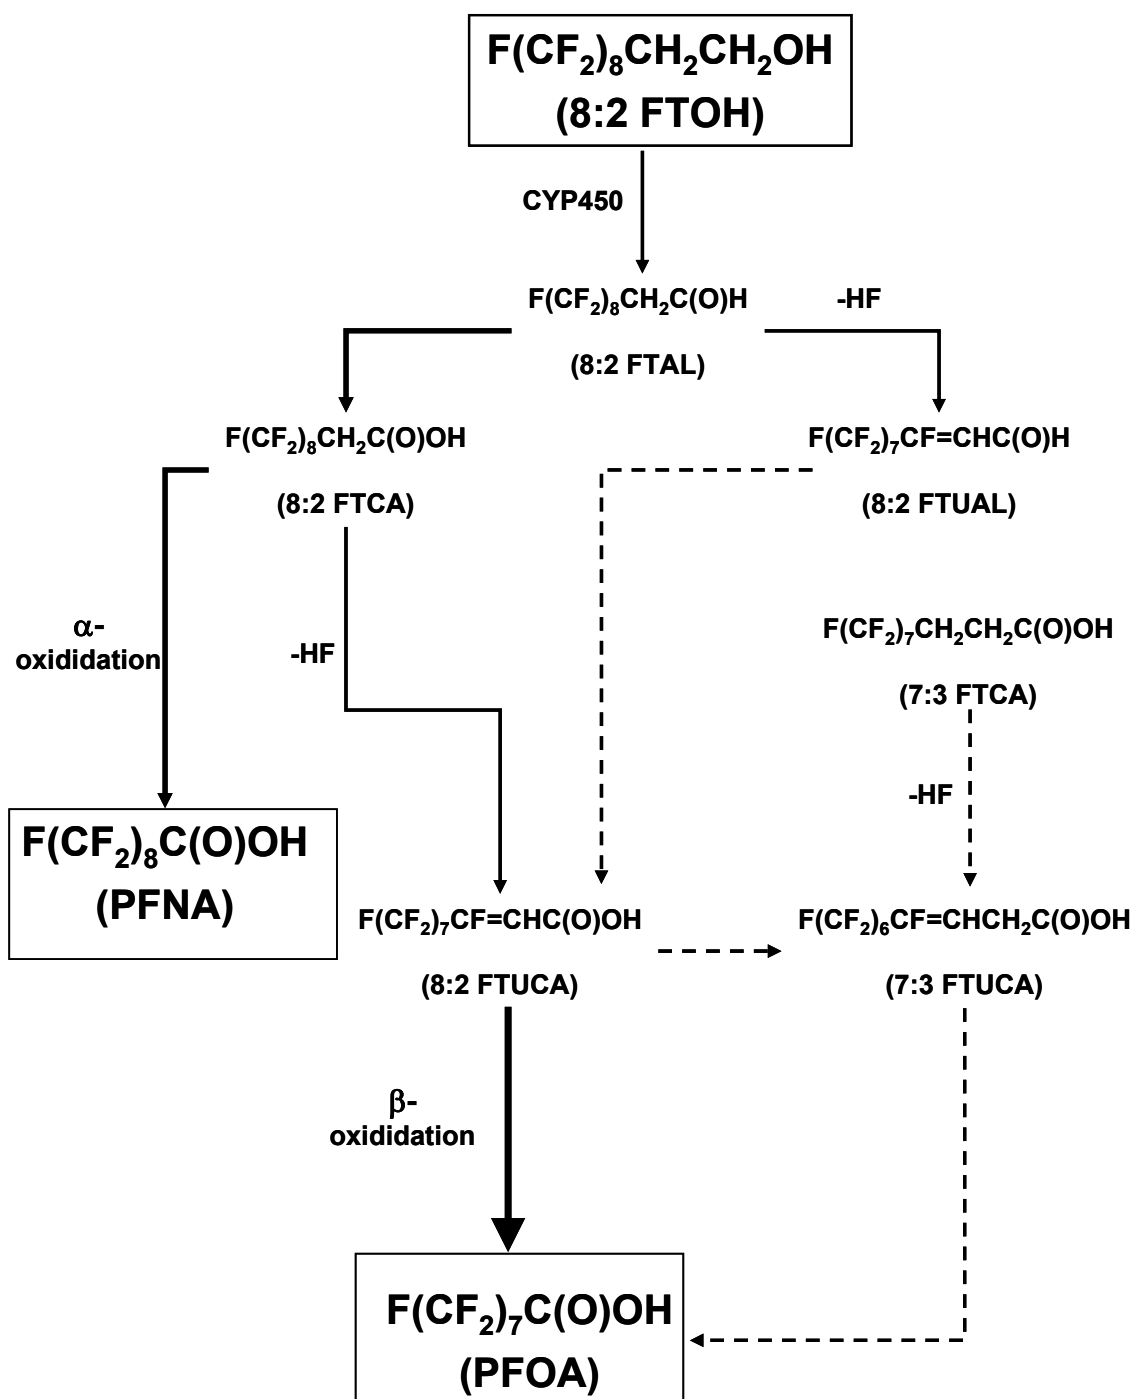 F(CF₂)₈CH₂CH₂OH
(8:2 FTOH)
CYP450
F(CF₂)₈CH₂C(O)H
-HF
(8:2 FTAL)
F(CF₂)₈CH₂C(O)OH
F(CF₂)₇CF=CHC(O)H
(8:2 FTCA)
(8:2 FTUAL)
α-
oxididation
-HF
F(CF₂)₇CH₂CH₂C(O)OH
(7:3 FTCA)
-HF
F(CF₂)₈C(O)OH
(PFNA)
F(CF₂)₇CF=CHC(O)OH
F(CF₂)₆CF=CHCH₂C(O)OH
(8:2 FTUCA)
(7:3 FTUCA)
β-
oxididation
F(CF₂)₇C(O)OH
(PFOA)